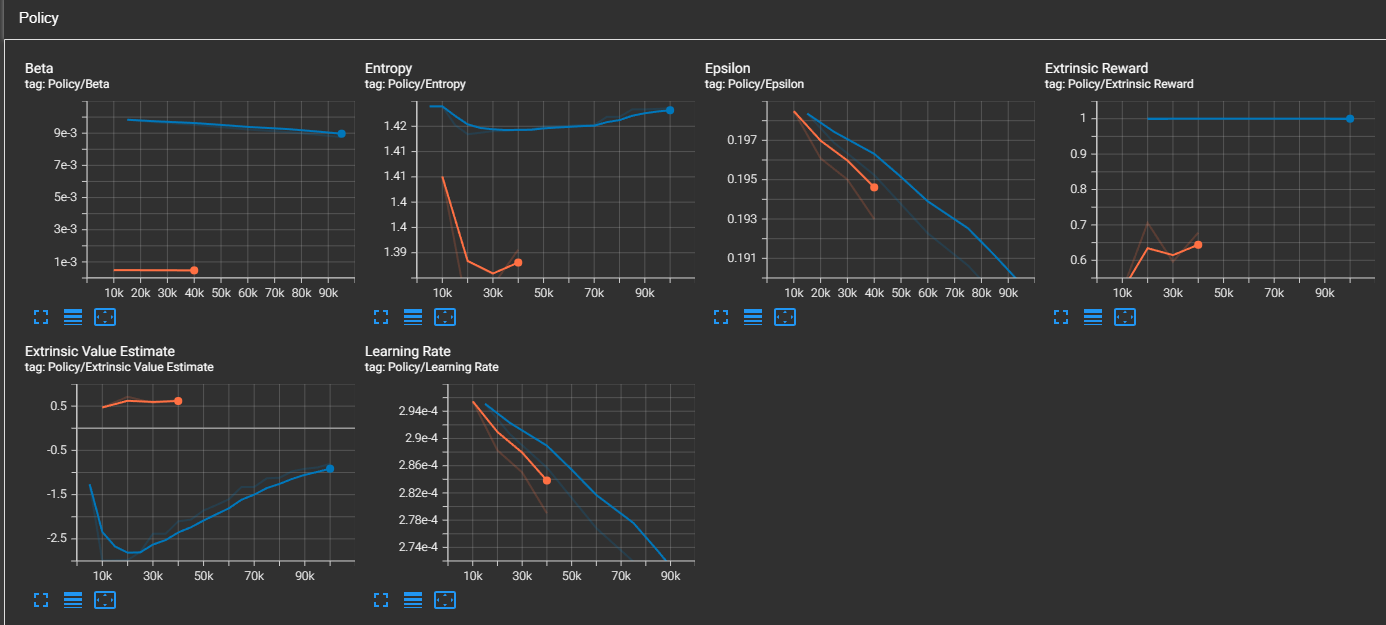 Policy
Beta
tag: Policy/Beta
9e-3
7e-3
5e-3
3e-3
1e-3
10k 20k 30k 40k 50k 60k 70k 80k 90k
Entropy
tag: Policy/Entropy
1.42
1.41
1.41
1.4
1.4
1.39
10k 30k 50k 70k 90k
Epsilon
tag: Policy/Epsilon
0.197
0.195
0.193
0.191
10k 20k 30k 40k 50k 60k 70k 80k 90k
Extrinsic Reward
tag: Policy/Extrinsic Reward
1
0.9
0.8
0.7
0.6
10k 30k 50k 70k 90k
Extrinsic Value Estimate
tag: Policy/Extrinsic Value Estimate
0.5
-0.5
-1.5
-2.5
10k 30k 50k 70k 90k
Learning Rate
tag: Policy/Learning Rate
2.94e-4
2.9e-4
2.86e-4
2.82e-4
2.78e-4
2.74e-4
10k 30k 50k 70k 90k